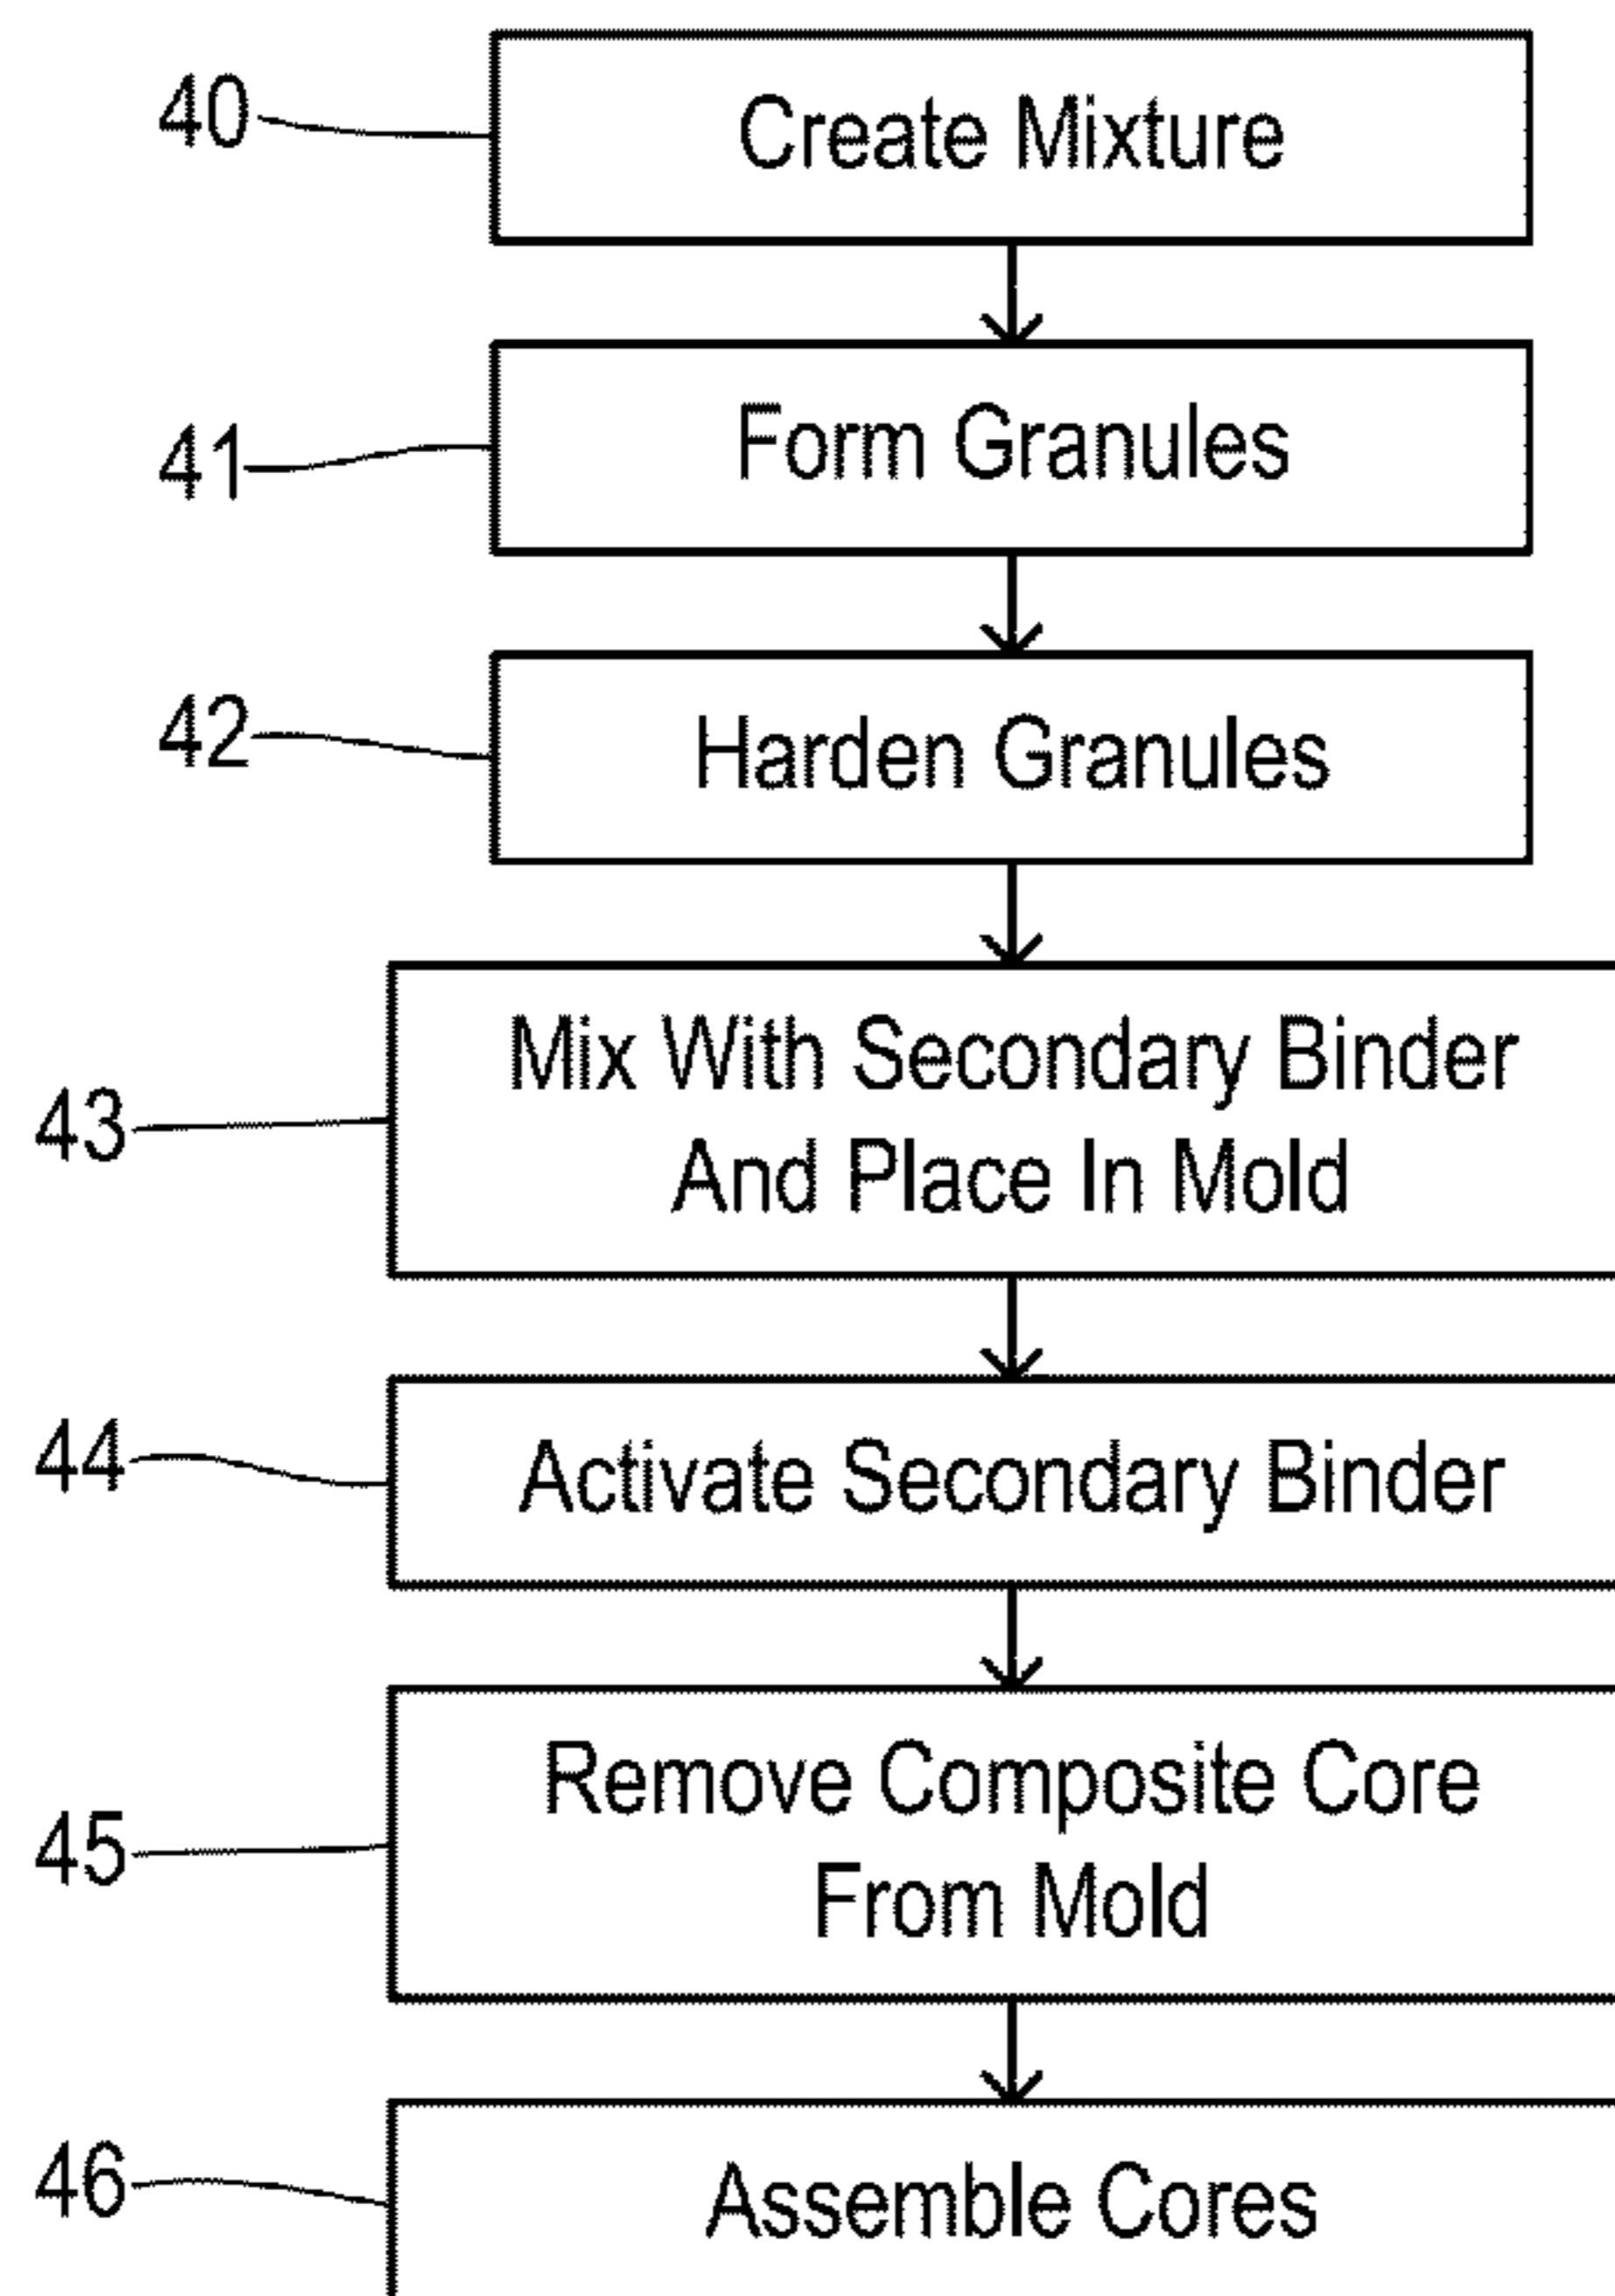 40
Create Mixture
41
Form Granules
42
Harden Granules
43
Mix With Secondary Binder
And Place In Mold
44
Activate Secondary Binder
45
Remove Composite Core
From Mold
46
Assemble Cores